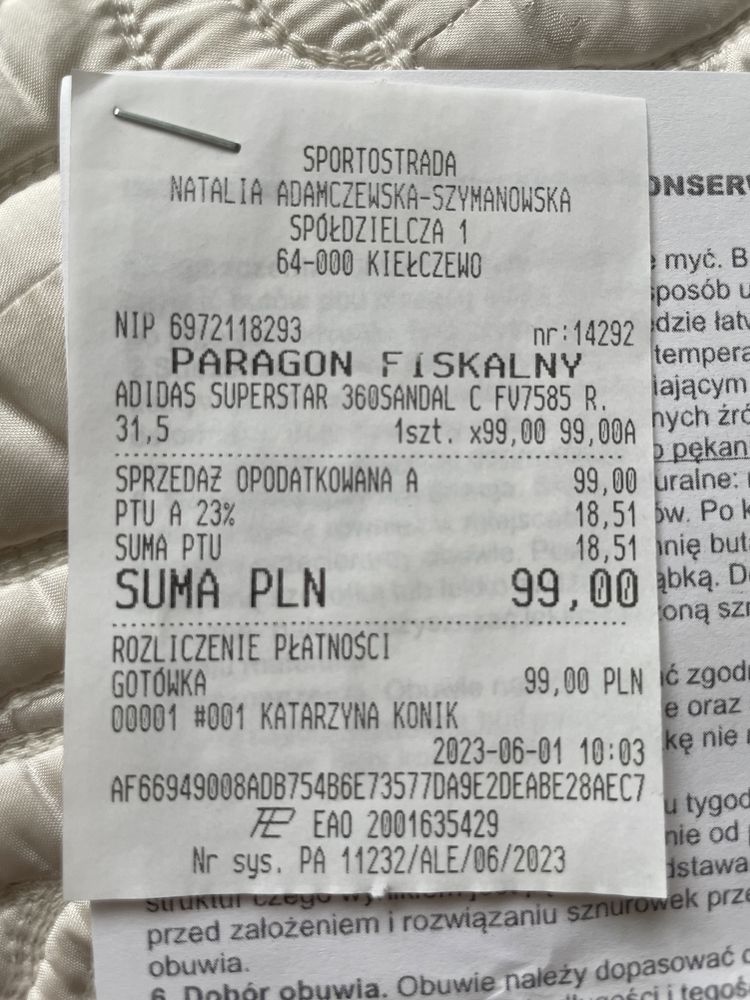 SPORTOSTRADA
NATALIA ADAMCZEWSKA-SZYMANOWSKA
SPÓŁDZIELCZA 1
64-000 KIEŁCZEWO
NIP 6972118293 nr:14292
PARAGON FISKALNY
ADIDAS SUPERSTAR 360SANDAL C FV7585 R.
31,5 1szt. x99,00 99,00A
SPRZEDAŻ OPODATKOWANA A 99,00
PTU A 23% 18,51
SUMA PTU 18,51
SUMA PLN 99,00
ROZLICZENIE PŁATNOŚCI
GOTÓWKA 99,00 PLN
00001 #001 KATARZYNA KONIK
2023-06-01 10:03
AF66949008ADB754B6E73577DA9E2DEABE28AEC7
EAO 2001635429
Nr sys. PA 11232/ALE/06/2023
myć. B
sposób u
łatw
tempera
iającym
nych źró
pękan
uralne:
ów. Po k
nię but
ąbką. D
oną szn
ć zgodn
e oraz
kę nie
u tygod
nie od
dstawa
przed założeniem i rozwiązaniu sznurowek prze
obuwia.
6. Dobór obuwia. Obuwie należy dopasować